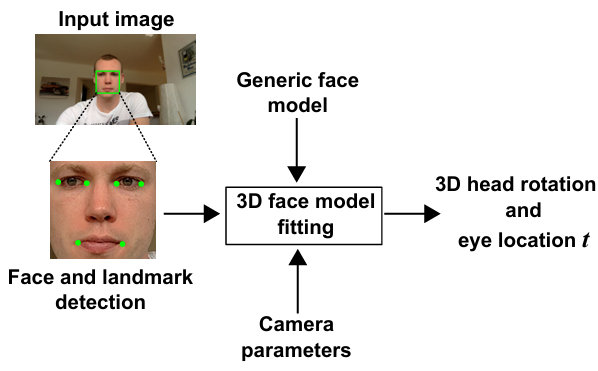 Input image
Generic face
model
3D face model
fitting
3D head rotation
and
eye location t
Face and landmark
detection
Camera
parameters